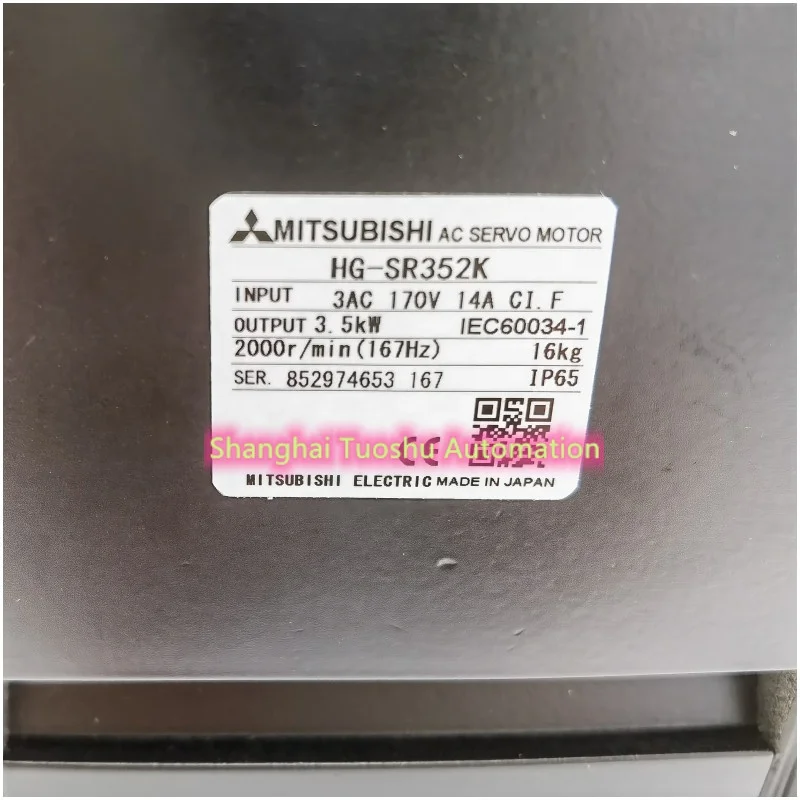 MITSUBISHI AC SERVO MOTOR
HG-SR352K
INPUT 3AC 170V 14A CI.F
OUTPUT 3.5kW IEC60034-1
2000r/min(167Hz) 16kg
SER. 852974653 167 IP65
Shanghai Tuoshu Automation
CE
MITSUBISHI ELECTRIC MADE IN JAPAN